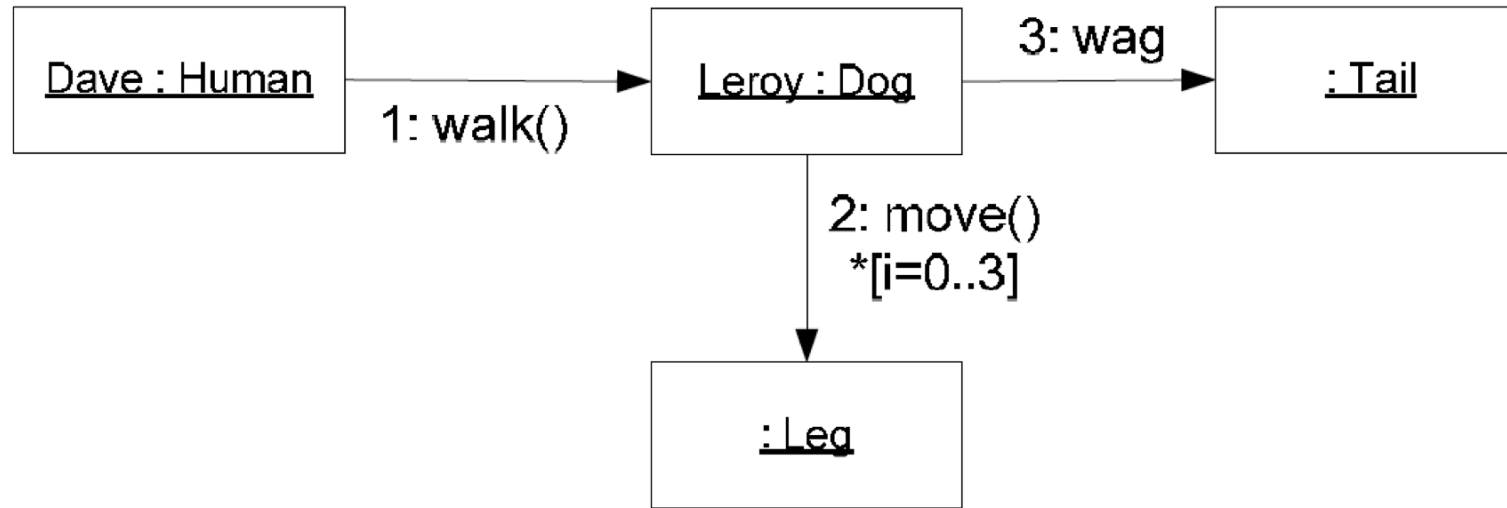 Dave : Human
1: walk()
Leroy : Dog
3: wag
: Tail
2: move()
*[i=0..3]
: Leg